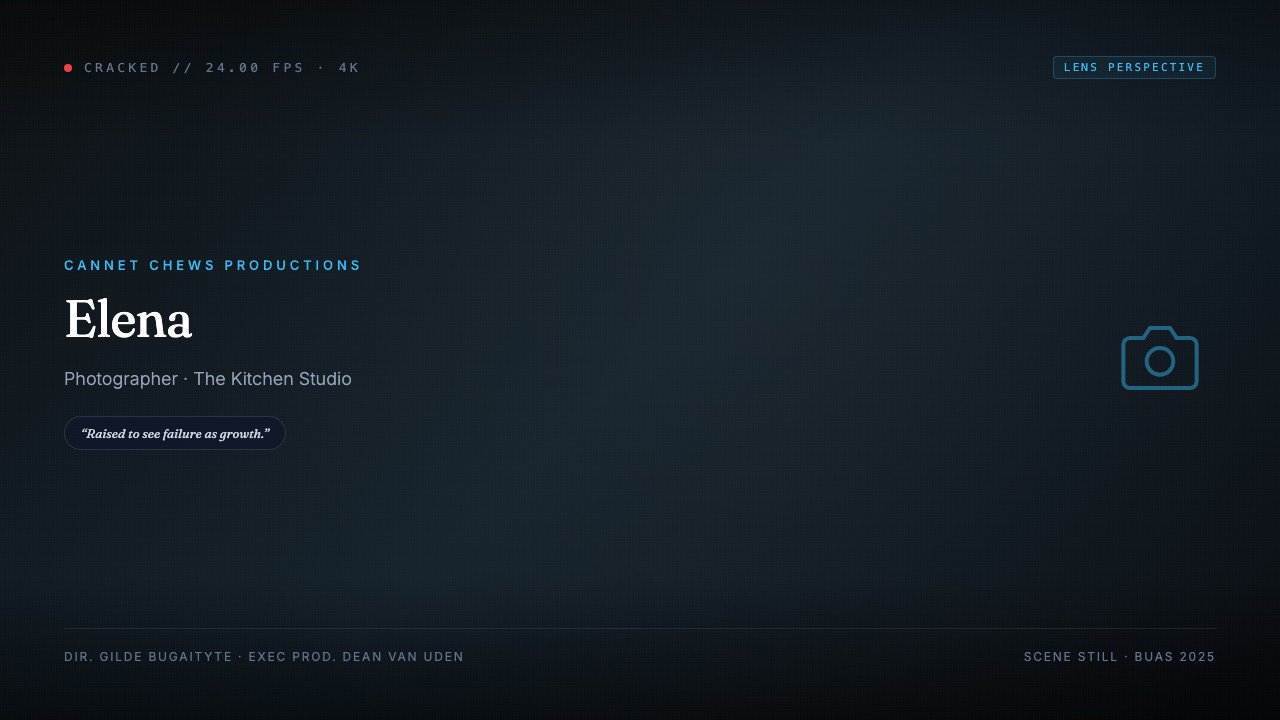 CRACKED // 24.00 FPS · 4K
LENS PERSPECTIVE
CANNET CHEWS PRODUCTIONS
Elena
Photographer · The Kitchen Studio
“Raised to see failure as growth.”
DIR. GILDE BUGAITYTE · EXEC PROD. DEAN VAN UDEN
SCENE STILL · BUAS 2025